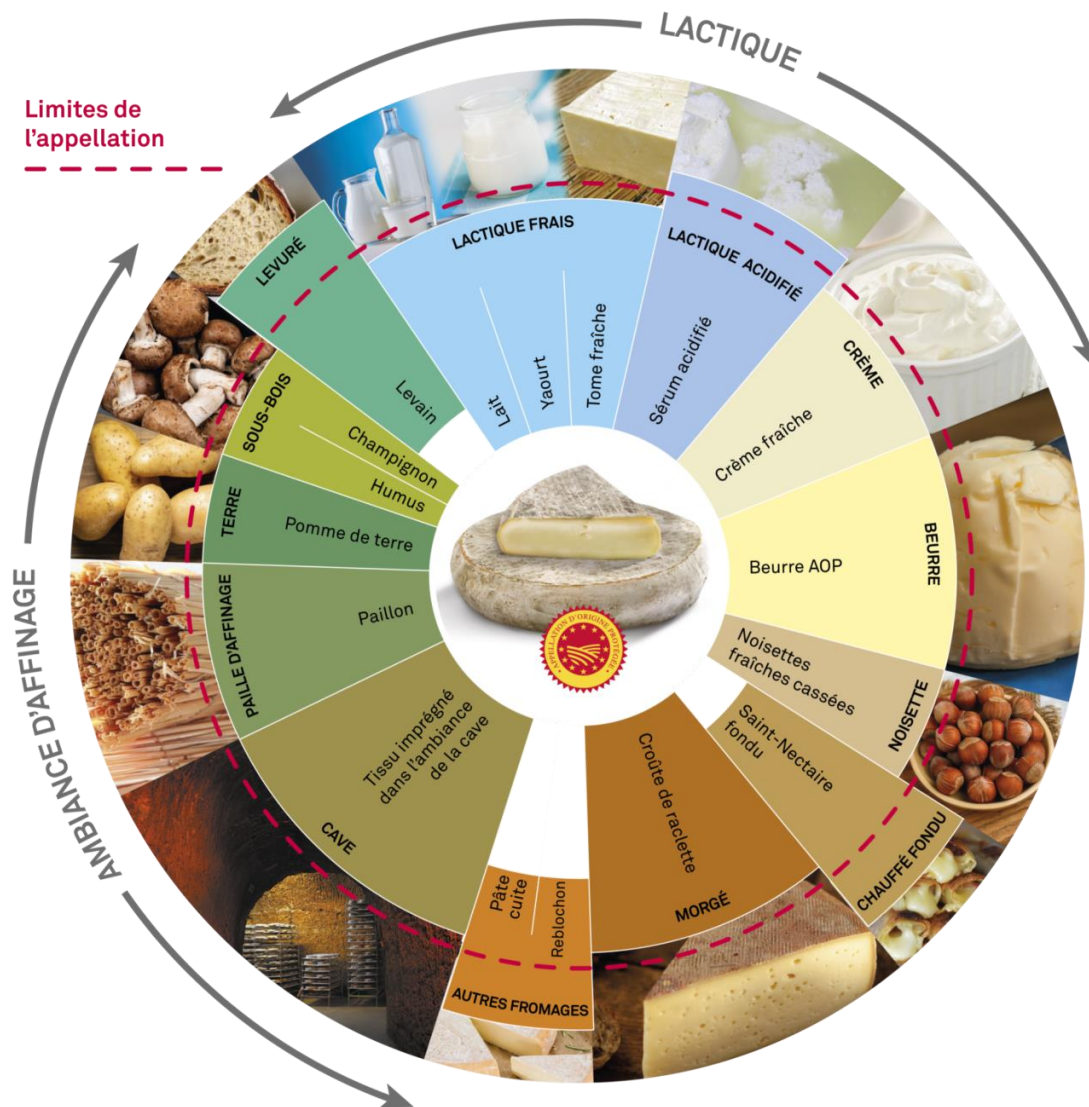 LACTIQUE
Limites de
l’appellation
AMBIANCE D’AFFINAGE
LACTIQUE FRAIS
Lait
Yaourt
Tome fraîche
LACTIQUE ACIDIFIÉ
Sérum acidifié
CRÈME
Crème fraîche
BEURRE
Beurre AOP
NOISETTE
Noisettes
fraîches cassées
CHAUFFÉ FONDU
Saint-Nectaire
fondu
MORGÉ
Croûte de raclette
AUTRES FROMAGES
Reblochon
Pâte
cuite
CAVE
Tissu imprégné
dans l’ambiance
de la cave
PAILLE D’AFFINAGE
Paillon
TERRE
Pomme de terre
SOUS-BOIS
Humus
Champignon
LEVURÉ
Levain
APPELLATION D’ORIGINE PROTÉGÉE